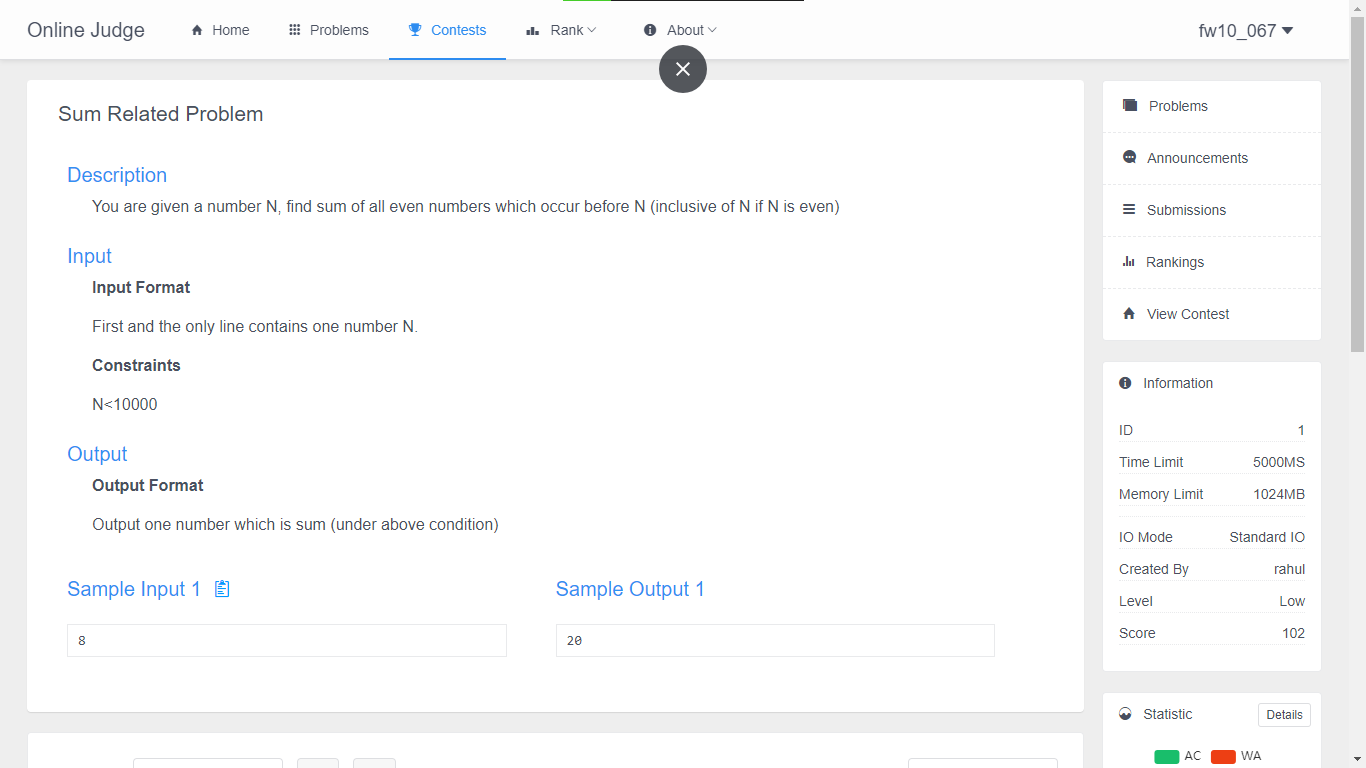 Online Judge Home Problems Contests Rank About fw10_067
Sum Related Problem
Description
You are given a number N, find sum of all even numbers which occur before N (inclusive of N if N is even)
Input
Input Format
First and the only line contains one number N.
Constraints
N<10000
Output
Output Format
Output one number which is sum (under above condition)
Sample Input 1 Sample Output 1
8 20
Problems
Announcements
Submissions
Rankings
View Contest
Information
ID 1
Time Limit 5000MS
Memory Limit 1024MB
IO Mode Standard IO
Created By rahul
Level Low
Score 102
Statistic Details
AC WA